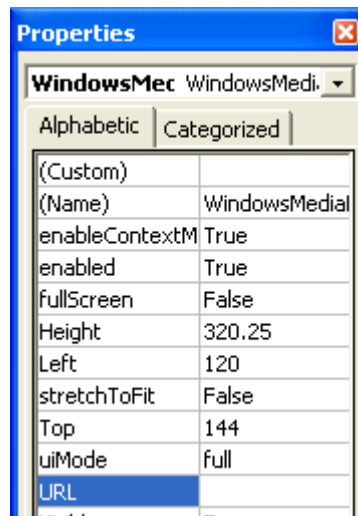 Properties
WindowsMec WindowsMedi
Alphabetic Categorized
(Custom)
(Name) WindowsMedia
enableContextM True
enabled True
fullScreen False
Height 320.25
Left 120
stretchToFit False
Top 144
uiMode full
URL